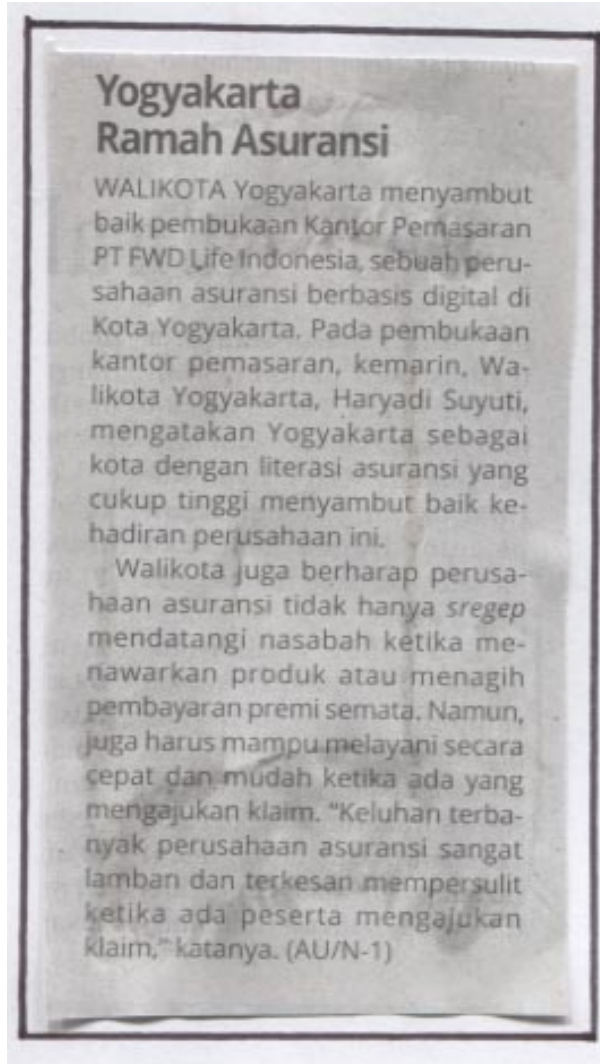 Yogyakarta
Ramah Asuransi
WALIKOTA Yogyakarta menyambut
baik pembukaan Kantor Pemasaran
PT FWD Life Indonesia, sebuah peru-
sahaan asuransi berbasis digital di
Kota Yogyakarta. Pada pembukaan
kantor pemasaran, kemarin, Wa-
likota Yogyakarta, Haryadi Suyuti,
mengatakan Yogyakarta sebagai
kota dengan literasi asuransi yang
cukup tinggi menyambut baik ke-
hadiran perusahaan ini.
Walikota juga berharap perusa-
haan asuransi tidak hanya sregep
mendatangi nasabah ketika me-
nawarkan produk atau menagih
pembayaran premi semata. Namun,
juga harus mampu melayani secara
cepat dan mudah ketika ada yang
mengajukan klaim. “Keluhan terba-
nyak perusahaan asuransi sangat
lamban dan terkesan mempersulit
ketika ada peserta mengajukan
klaim,” katanya. (AU/N-1)